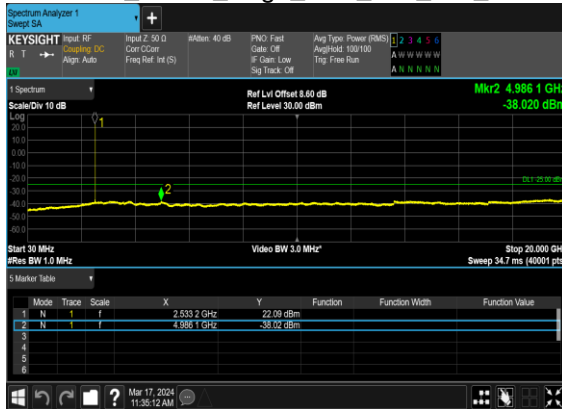 Spectrum Analyzer 1
Swept SA
+
KEYSIGHT Input: RF Input Z: 50 Ω #Atten: 40 dB PNO: Fast Avg Type: Power (RMS) 1 2 3 4 5 6
R T Coupling: DC Corr CCorr Gate: Off Avg|Hold: 100/100 A W W W W W
Align: Auto Freq Ref: Int (S) IF Gain: Low Trig: Free Run
LXI Sig Track: Off A N N N N N
1 Spectrum Ref Lvl Offset 8.60 dB Mkr2 4.986 1 GHz
Scale/Div 10 dB Ref Level 30.00 dBm -38.020 dBm
Log
1
20.0
10.0
0.00
-10.0
-20.0 DL1 -25.00 dBm
-30.0 2
-40.0
-50.0
-60.0
Start 30 MHz Video BW 3.0 MHz* Stop 20.000 GH
#Res BW 1.0 MHz Sweep 34.7 ms (40001 pts
5 Marker Table
Mode Trace Scale X Y Function Function Width Function Value
1 N 1 f 2.533 2 GHz 22.09 dBm
2 N 1 f 4.986 1 GHz -38.02 dBm
3
4
5
6
? Mar 17, 2024
11:35:12 AM